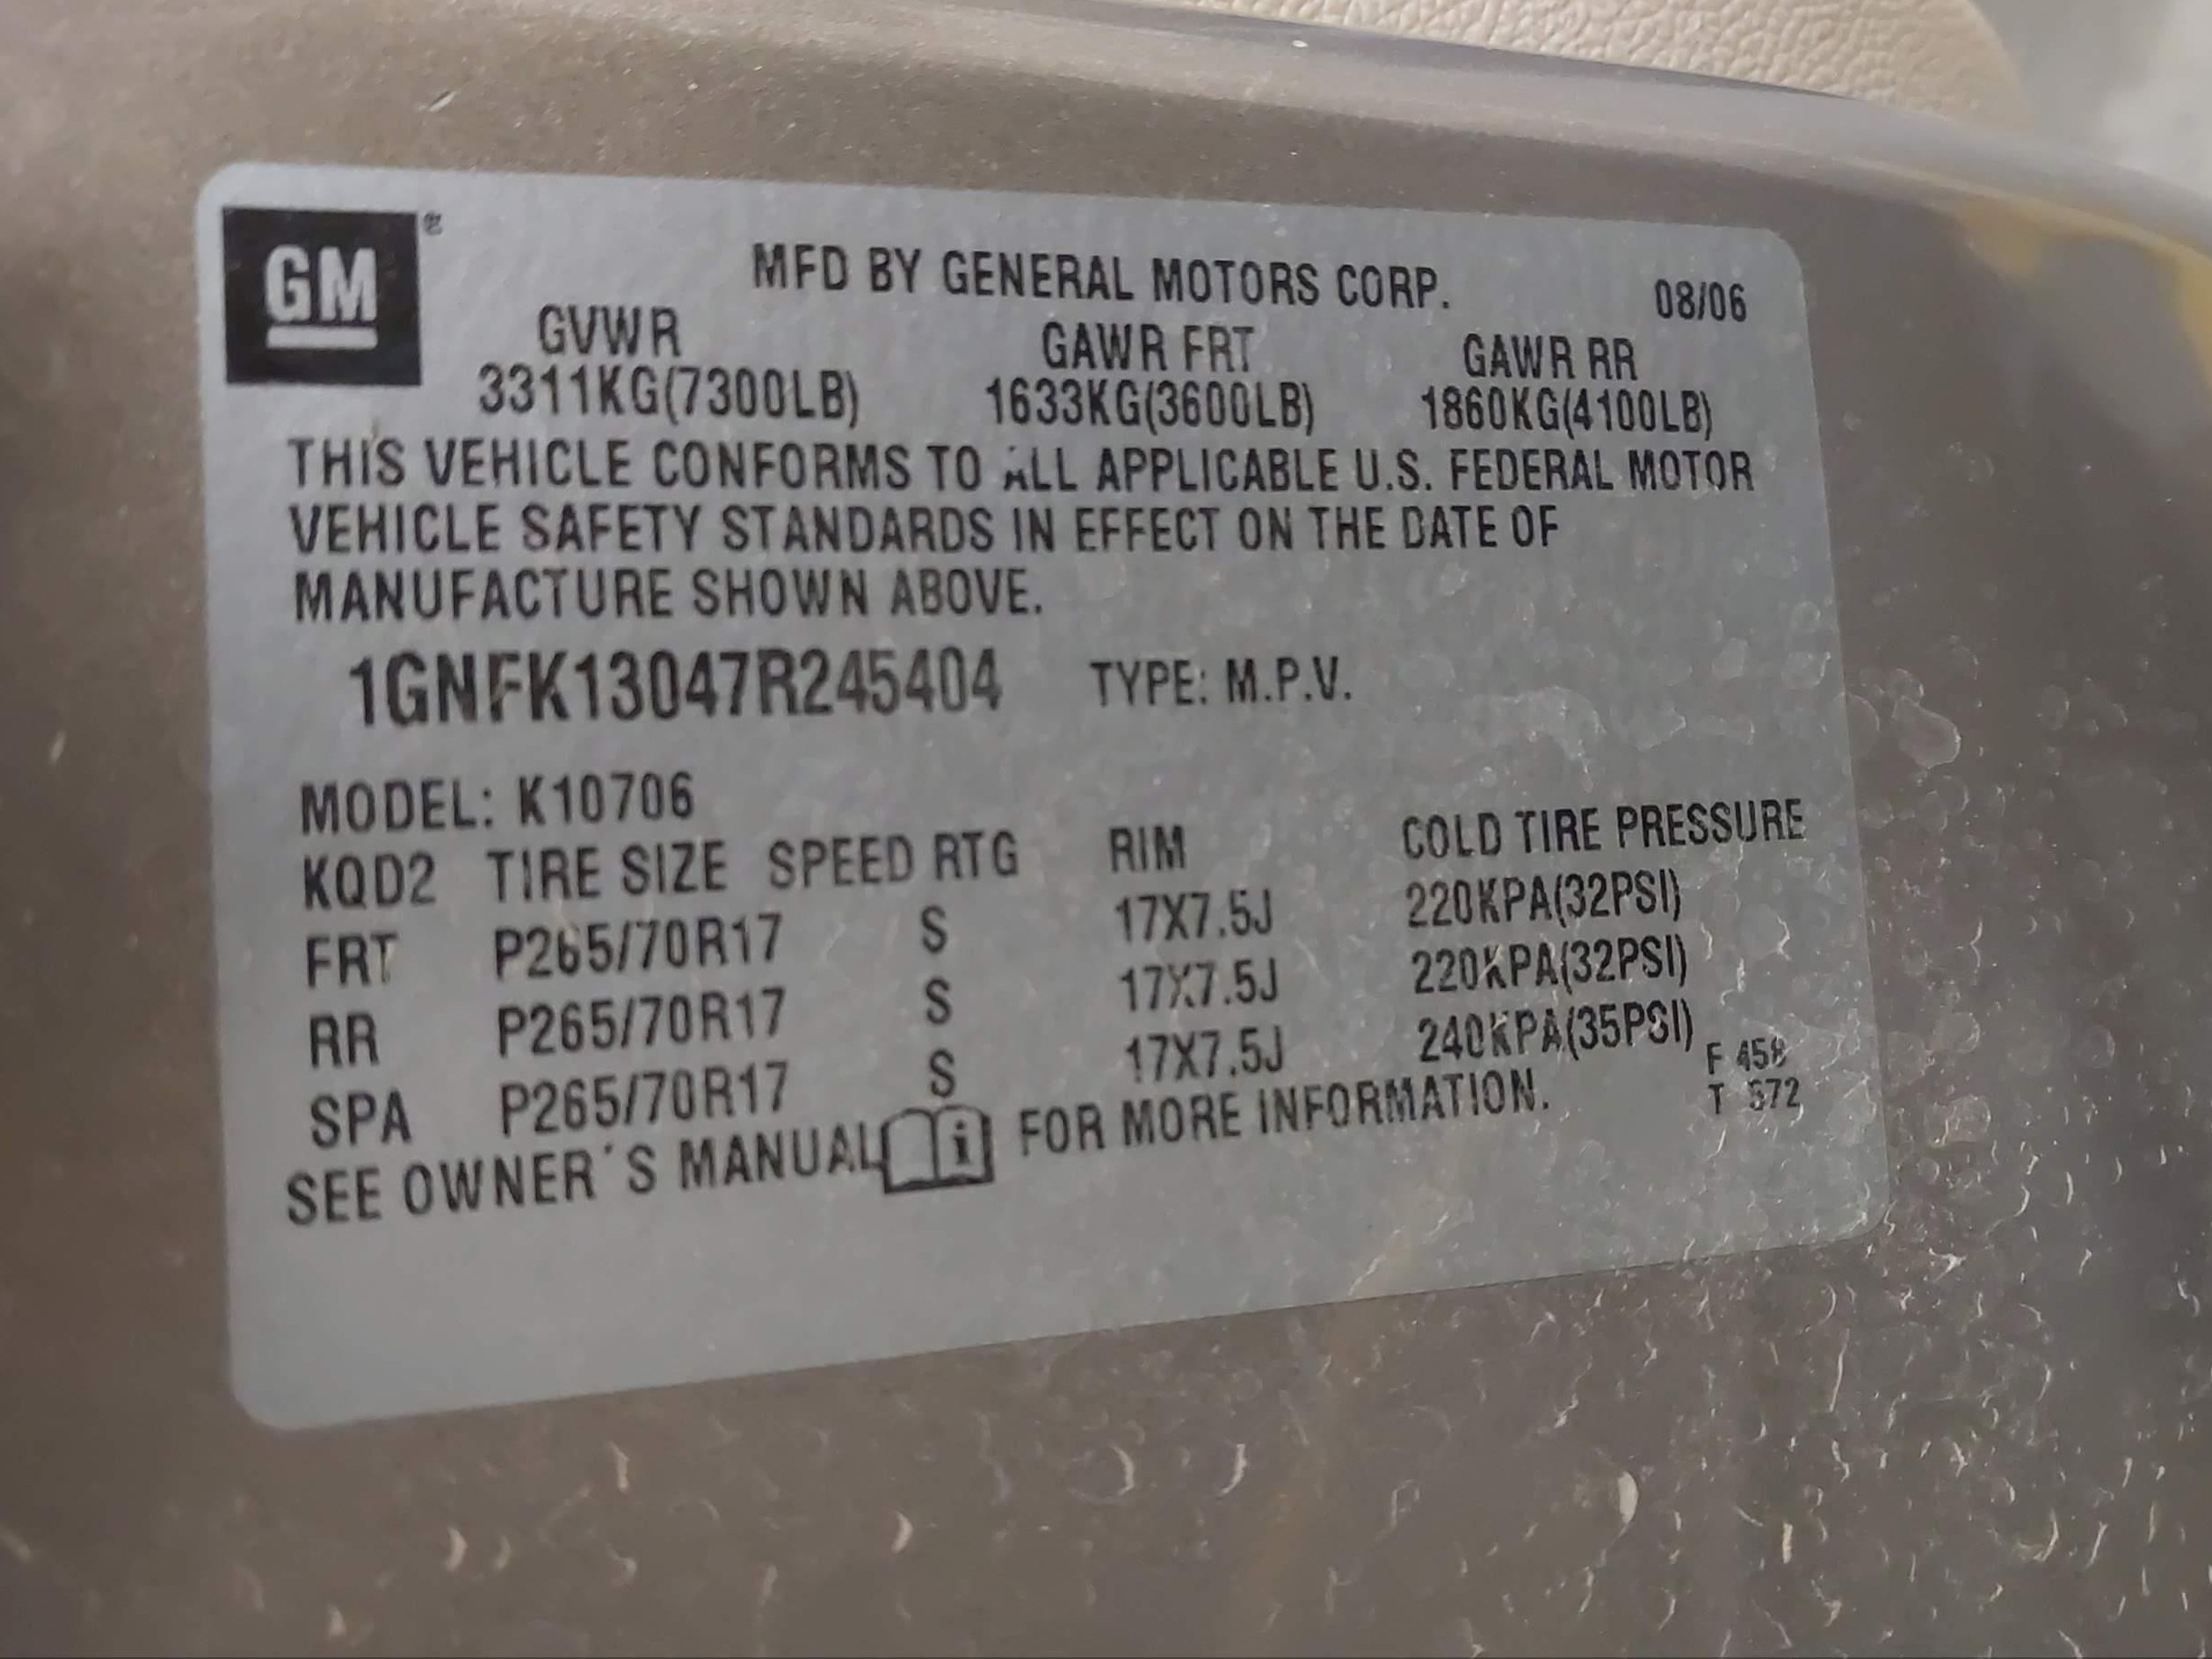 GM®
MFD BY GENERAL MOTORS CORP. 08/06
GVWR GAWR FRT GAWR RR
3311KG(7300LB) 1633KG(3600LB) 1860KG(4100LB)
THIS VEHICLE CONFORMS TO ALL APPLICABLE U.S. FEDERAL MOTOR
VEHICLE SAFETY STANDARDS IN EFFECT ON THE DATE OF
MANUFACTURE SHOWN ABOVE.
1GNFK13047R245404 TYPE: M.P.V.
MODEL: K10706
KQD2 TIRE SIZE SPEED RTG RIM COLD TIRE PRESSURE
FRT P265/70R17 S 17X7.5J 220KPA(32PSI)
RR P265/70R17 S 17X7.5J 220KPA(32PSI)
SPA P265/70R17 S 17X7.5J 240KPA(35PSI)
SEE OWNER'S MANUAL i FOR MORE INFORMATION.
F
T 572